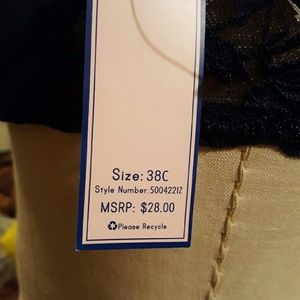 Size: 38C
Style Number: 5004221Z
MSRP: $28.00
Please Recycle